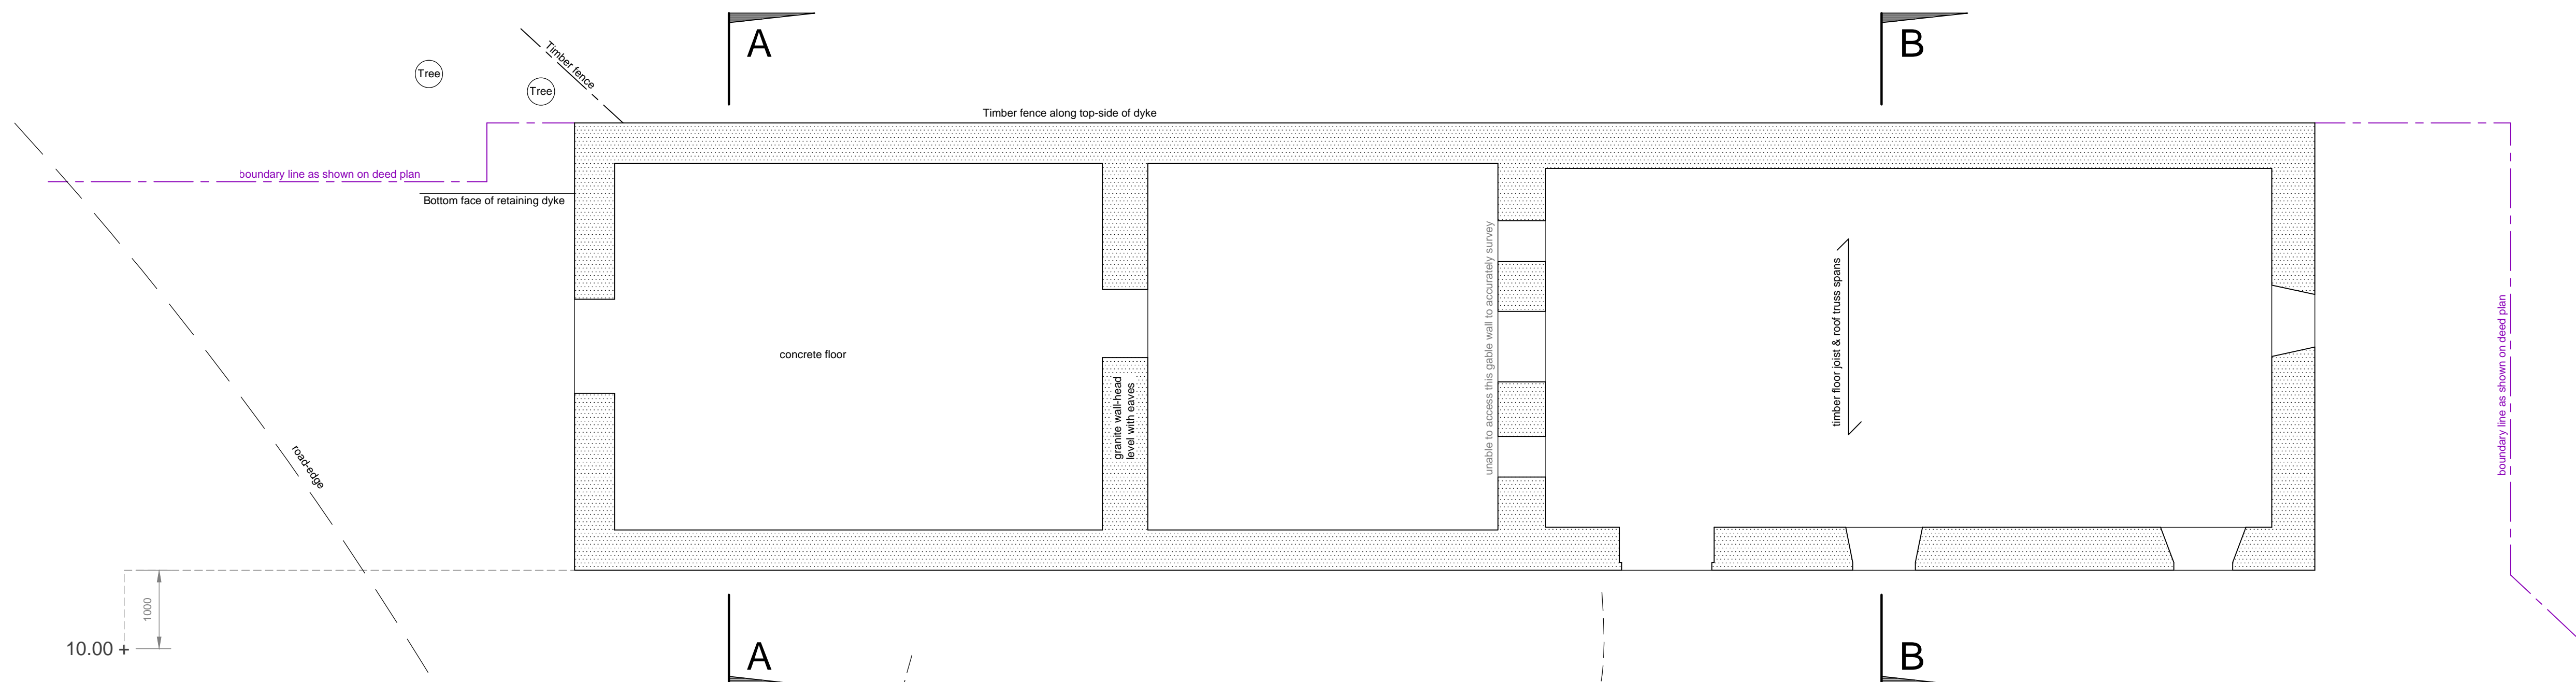 A
B
Timber fence
Tree
Tree
Timber fence along top-side of dyke
boundary line as shown on deed plan
Bottom face of retaining dyke
unable to access this gable wall to accurately survey
timber floor joist & roof truss spans
boundary line as shown on deed plan
concrete floor
granite wall-head
level with eaves
road-edge
1000
10.00 +
A
B